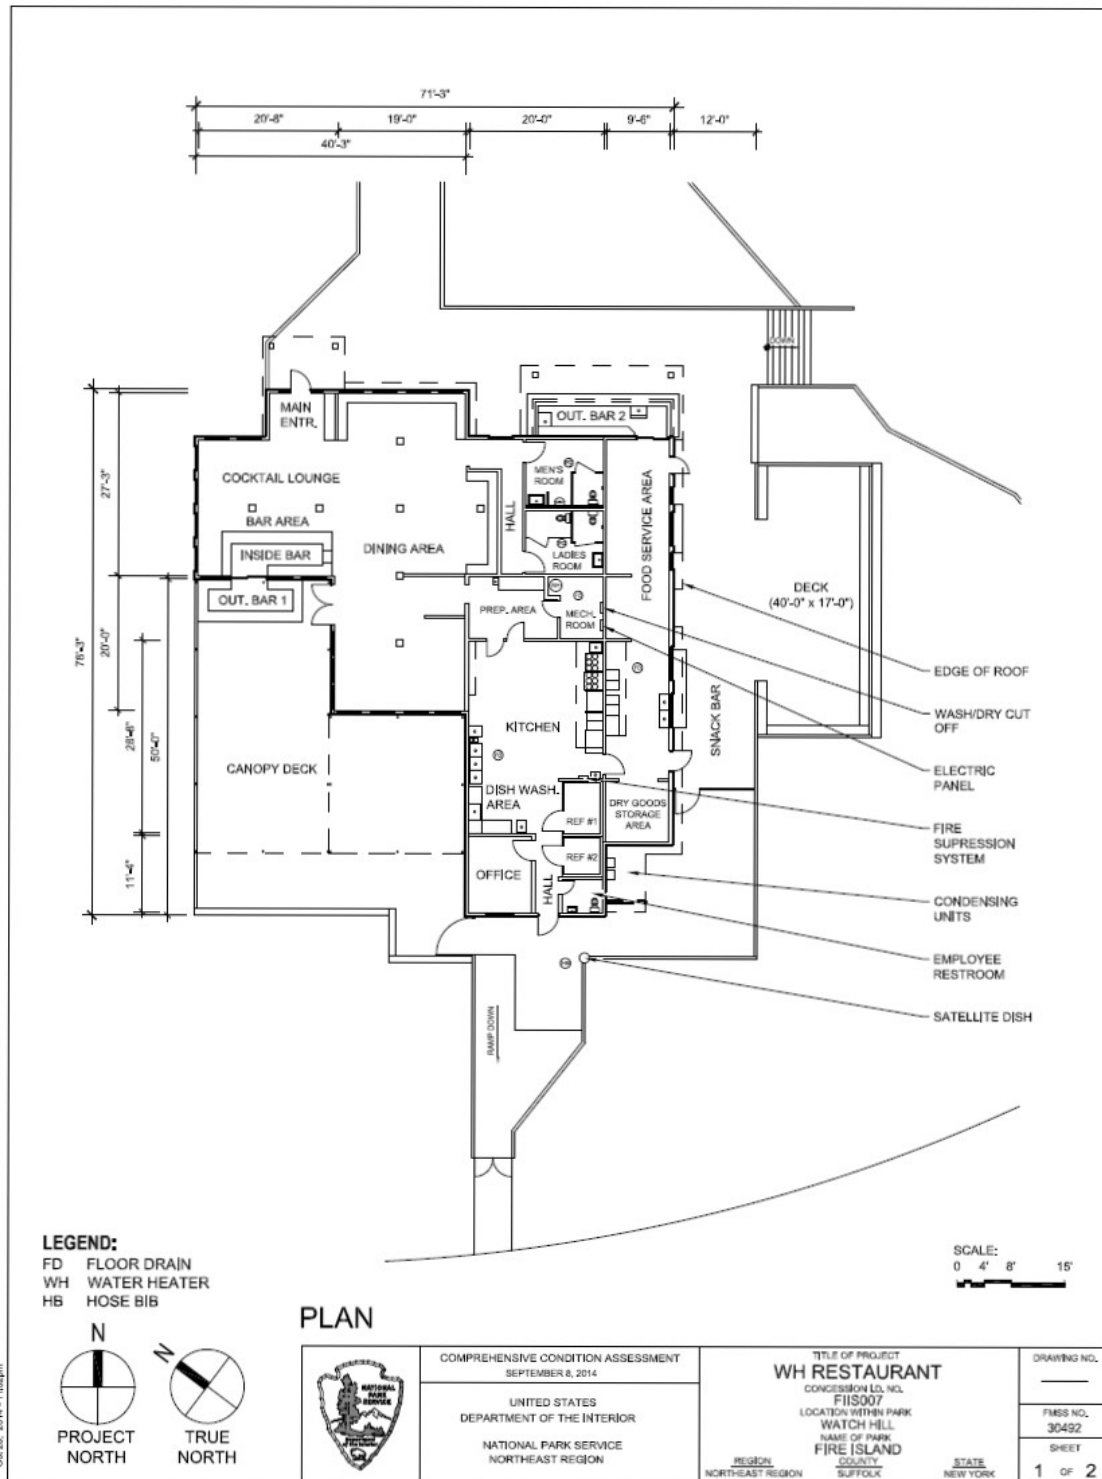 71'-3"
20'-8"
19'-0"
20'-0"
9'-6"
12'-0"
40'-3"
DOWN
MAIN
ENTR.
OUT. BAR 2
27'-3"
COCKTAIL LOUNGE
MEN'S
ROOM
BAR AREA
HALL
FOOD SERVICE AREA
INSIDE BAR
DINING AREA
LADIES
ROOM
OUT. BAR 1
PREP. AREA
MECH.
ROOM
DECK
(40'-0" x 17'-0")
20'-0"
EDGE OF ROOF
WASH/DRY CUT
OFF
SNACK BAR
KITCHEN
50'-0"
CANOPY DECK
ELECTRIC
PANEL
DISH WASH.
AREA
DRY GOODS
STORAGE
AREA
REF #1
FIRE
SUPRESSION
SYSTEM
REF #2
11'-4"
OFFICE
HALL
CONDENSING
UNITS
EMPLOYEE
RESTROOM
SATELLITE DISH
RAMP DOWN
LEGEND:
FD FLOOR DRAIN
WH WATER HEATER
HB HOSE BIB
SCALE:
0 4' 8' 15'
PLAN
N
N
PROJECT
NORTH
TRUE
NORTH
NATIONAL
PARK
SERVICE
COMPREHENSIVE CONDITION ASSESSMENT
SEPTEMBER 8, 2014
UNITED STATES
DEPARTMENT OF THE INTERIOR
NATIONAL PARK SERVICE
NORTHEAST REGION
TITLE OF PROJECT
WH RESTAURANT
CONCESSION I.D. NO.
FIIS007
LOCATION WITHIN PARK
WATCH HILL
NAME OF PARK
FIRE ISLAND
REGION
NORTHEAST REGION
COUNTY
SUFFOLK
STATE
NEW YORK
DRAWING NO.
FMSS NO.
30492
SHEET
1 OF 2